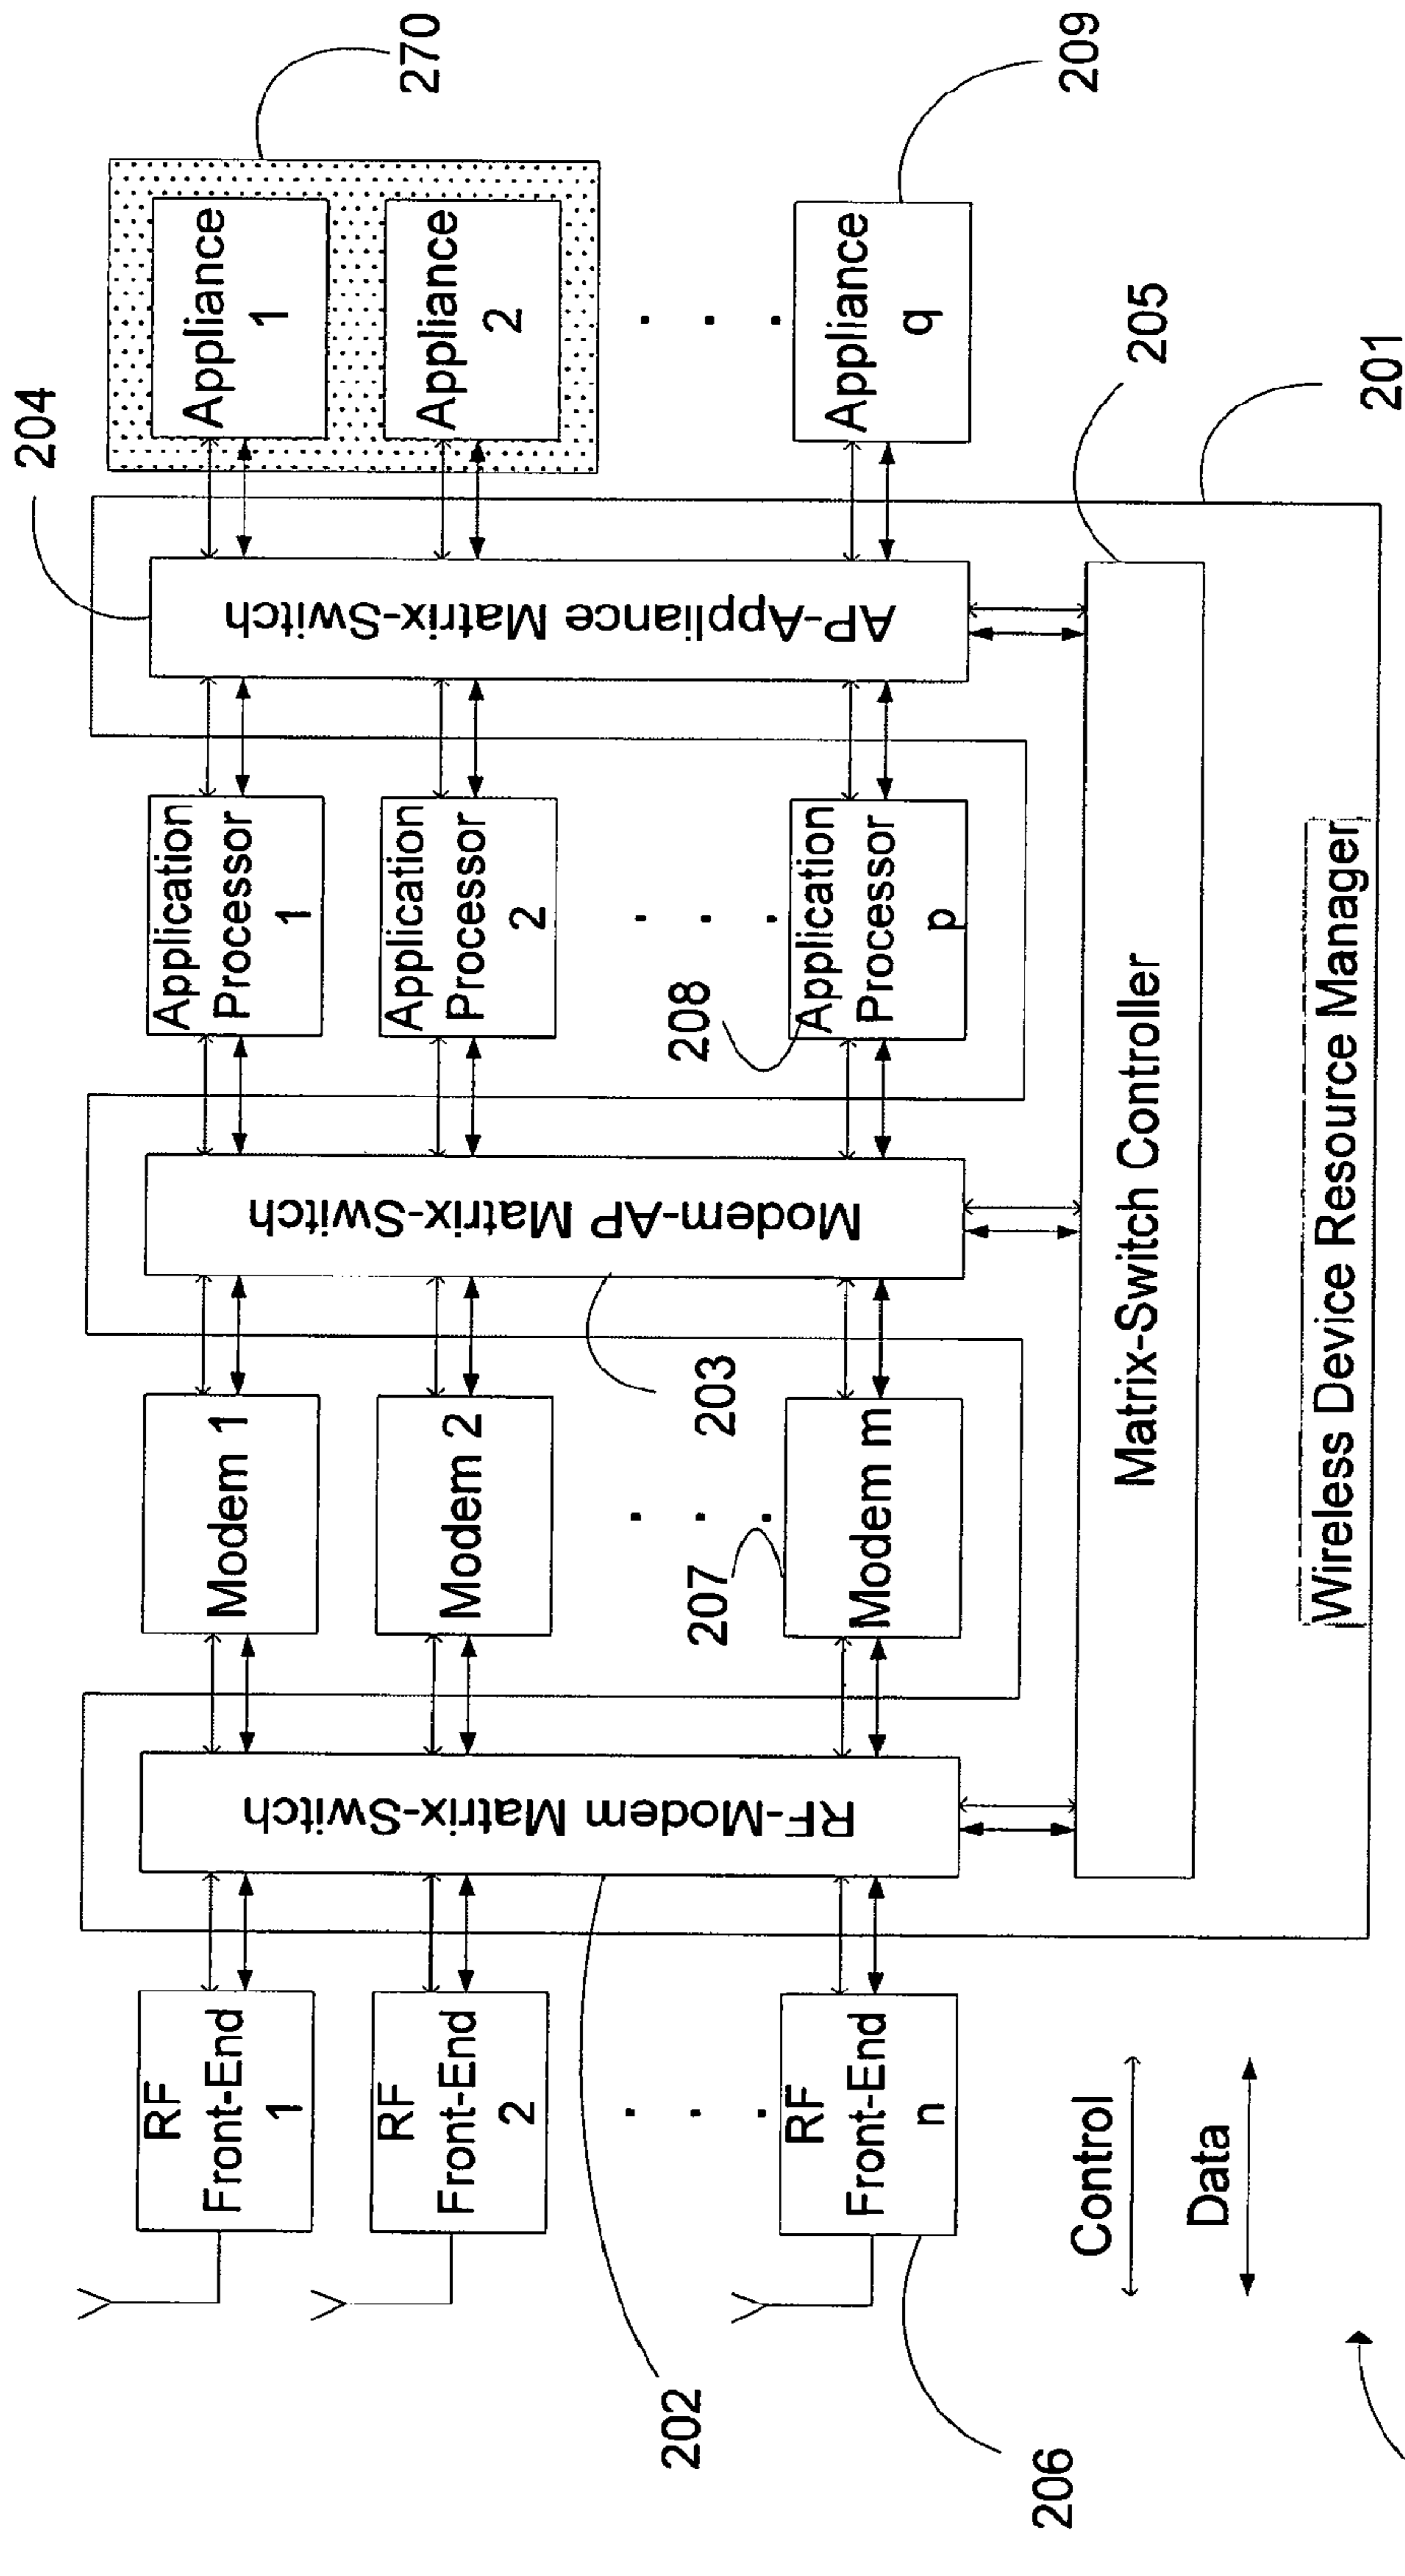 RF
Front-End
1
RF
Front-End
2
. . .
RF
Front-End
n
206
202
RF-Modem Matrix-Switch
Modem 1
Modem 2
. . .
Modem m
207
203
Modem-AP Matrix-Switch
Application
Processor
1
Application
Processor
2
. . .
Application
Processor
p
208
204
AP-Appliance Matrix-Switch
Appliance
1
Appliance
2
. . .
Appliance
q
270
209
205
201
Matrix-Switch Controller
Wireless Device Resource Manager
Control
Data